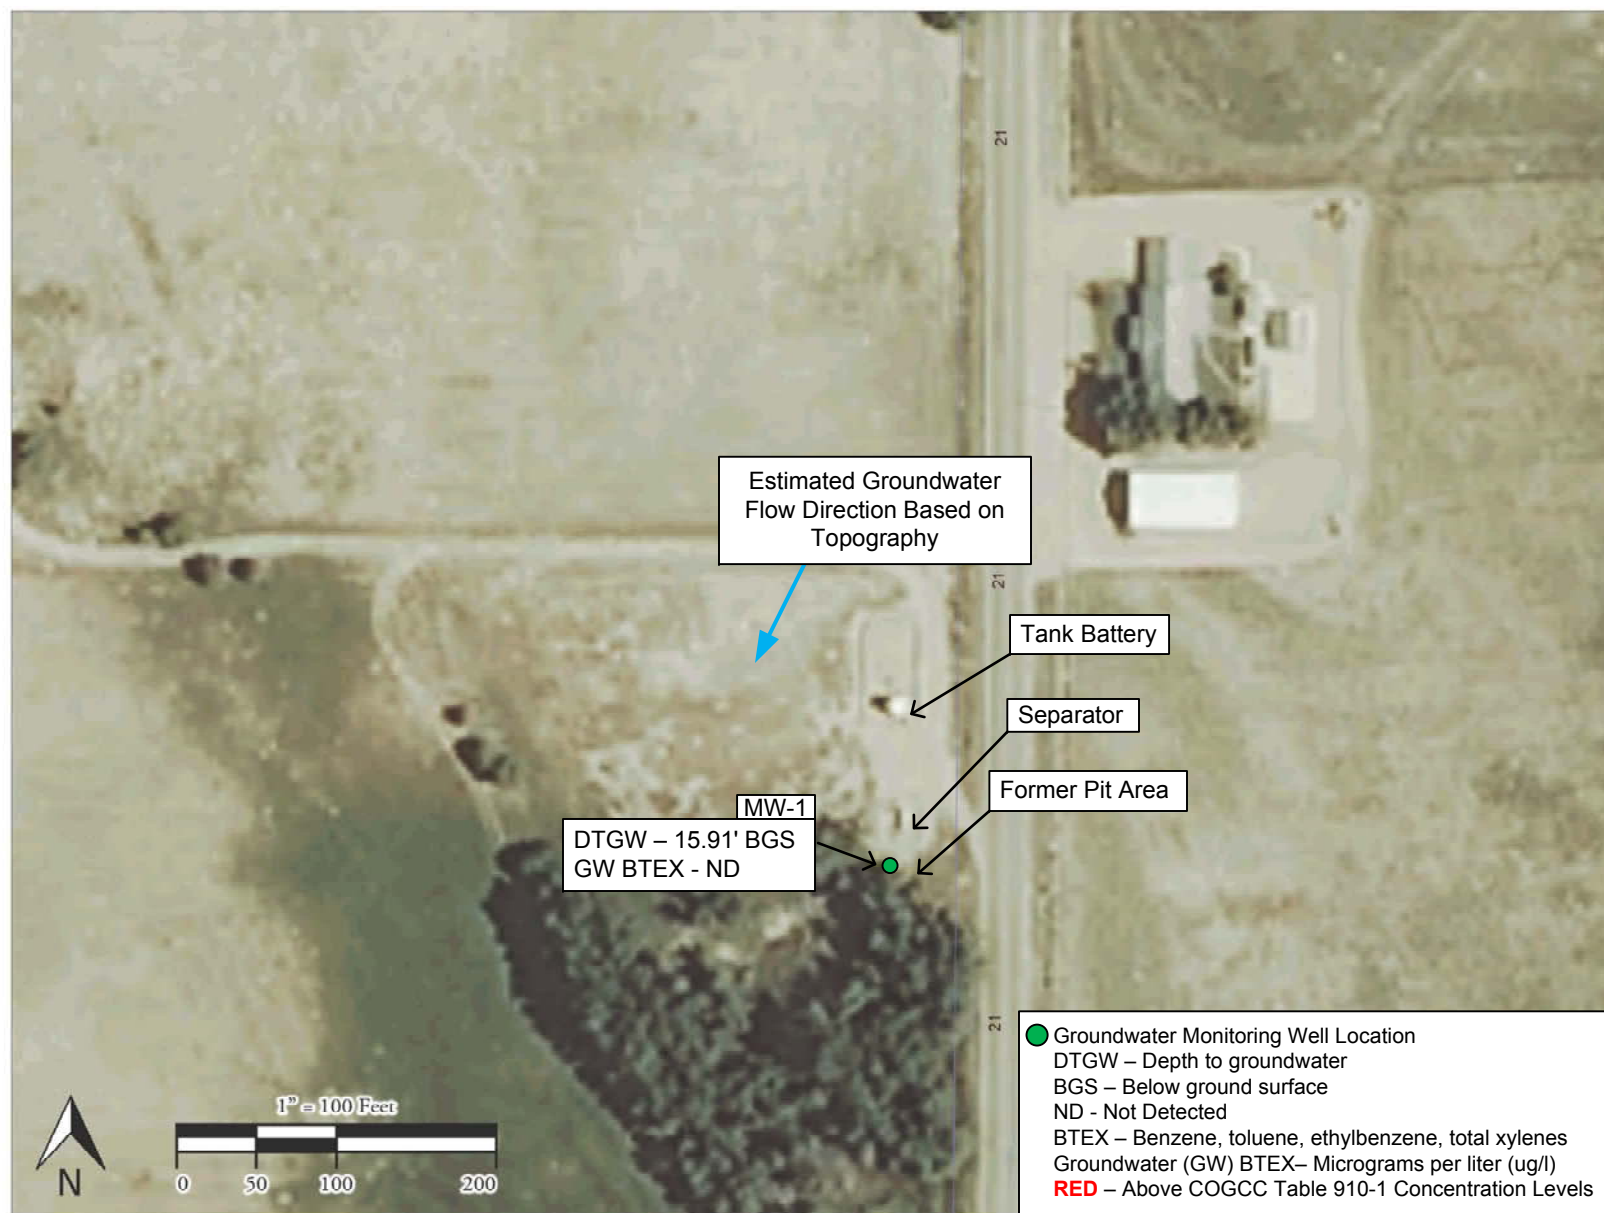 21
Estimated Groundwater
Flow Direction Based on
Topography
21
Tank Battery
Separator
Former Pit Area
MW-1
DTGW – 15.91' BGS
GW BTEX - ND
21
Groundwater Monitoring Well Location
DTGW – Depth to groundwater
BGS – Below ground surface
ND - Not Detected
BTEX – Benzene, toluene, ethylbenzene, total xylenes
Groundwater (GW) BTEX– Micrograms per liter (ug/l)
RED – Above COGCC Table 910-1 Concentration Levels
1" = 100 Feet
0 50 100 200
N